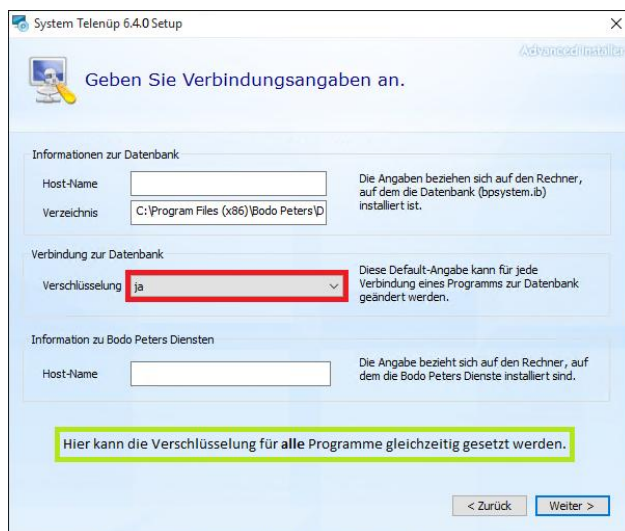 System Telenüp 6.4.0 Setup
Advanced Installer
Geben Sie Verbindungsangaben an.
Informationen zur Datenbank
Host-Name
Verzeichnis
C:\Program Files (x86)\Bodo Peters\D
Die Angaben beziehen sich auf den Rechner,
auf dem die Datenbank (bpsystem.ib)
installiert ist.
Verbindung zur Datenbank
Verschlüsselung
ja
Diese Default-Angabe kann für jede
Verbindung eines Programms zur Datenbank
geändert werden.
Information zu Bodo Peters Diensten
Host-Name
Die Angabe bezieht sich auf den Rechner, auf
dem die Bodo Peters Dienste installiert sind.
Hier kann die Verschlüsselung für alle Programme gleichzeitig gesetzt werden.
< Zurück
Weiter >